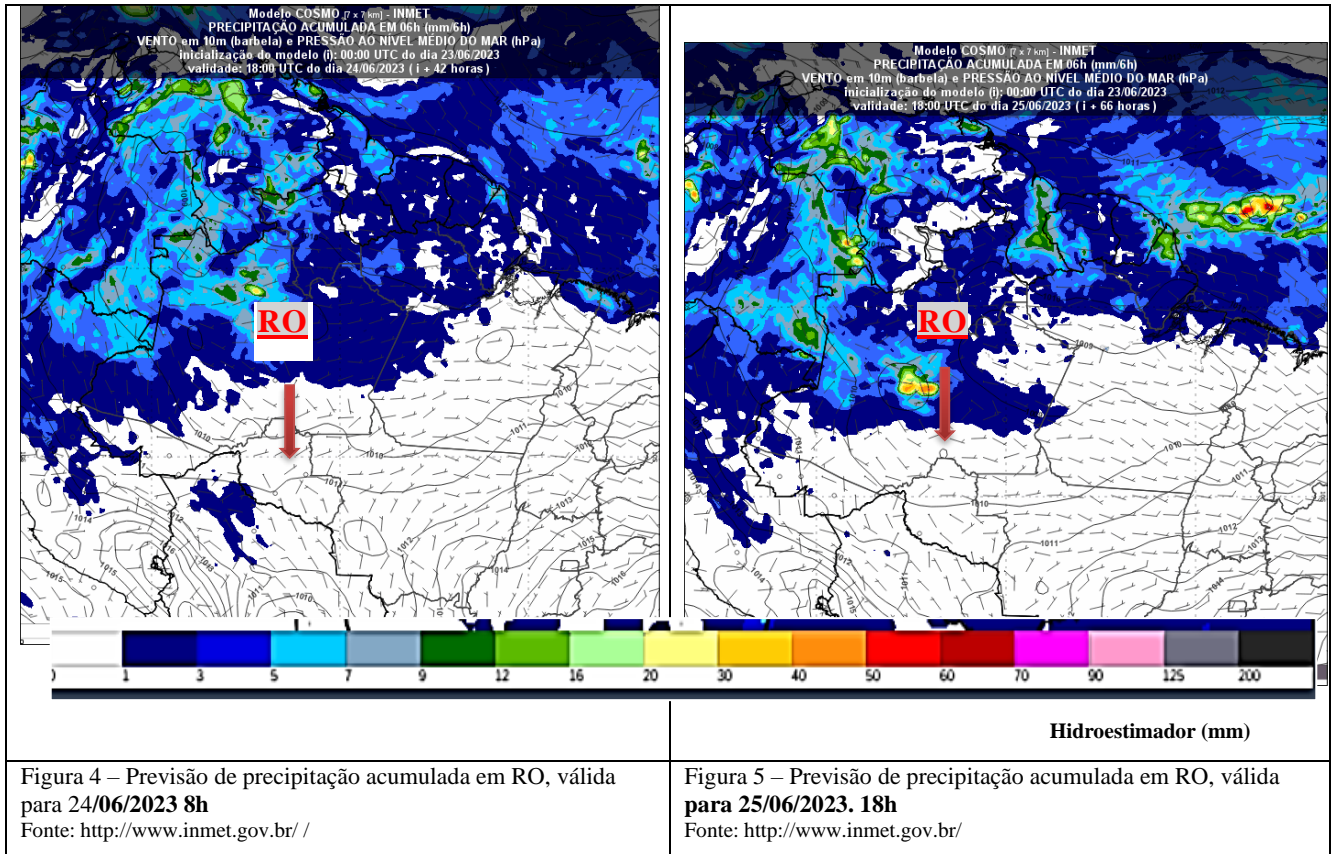 Modelo COSMO [7 x 7 km] - INMET
PRECIPITAÇÃO ACUMULADA EM 06h (mm/6h)
VENTO em 10m (barbela) e PRESSÃO AO NÍVEL MÉDIO DO MAR (hPa)
inicialização do modelo (i): 00:00 UTC do dia 23/06/2023
validade: 18:00 UTC do dia 24/06/2023 ( i + 42 horas )
RO
Modelo COSMO [7 x 7 km] - INMET
PRECIPITAÇÃO ACUMULADA EM 06h (mm/6h)
VENTO em 10m (barbela) e PRESSÃO AO NÍVEL MÉDIO DO MAR (hPa)
inicialização do modelo (i): 00:00 UTC do dia 23/06/2023
validade: 18:00 UTC do dia 25/06/2023 ( i + 66 horas )
RO
1 3 5 7 9 12 16 20 30 40 50 60 70 90 125 200
Hidroestimador (mm)
Figura 4 – Previsão de precipitação acumulada em RO, válida
para 24/06/2023 8h
Fonte: http://www.inmet.gov.br/ /
Figura 5 – Previsão de precipitação acumulada em RO, válida
para 25/06/2023. 18h
Fonte: http://www.inmet.gov.br/